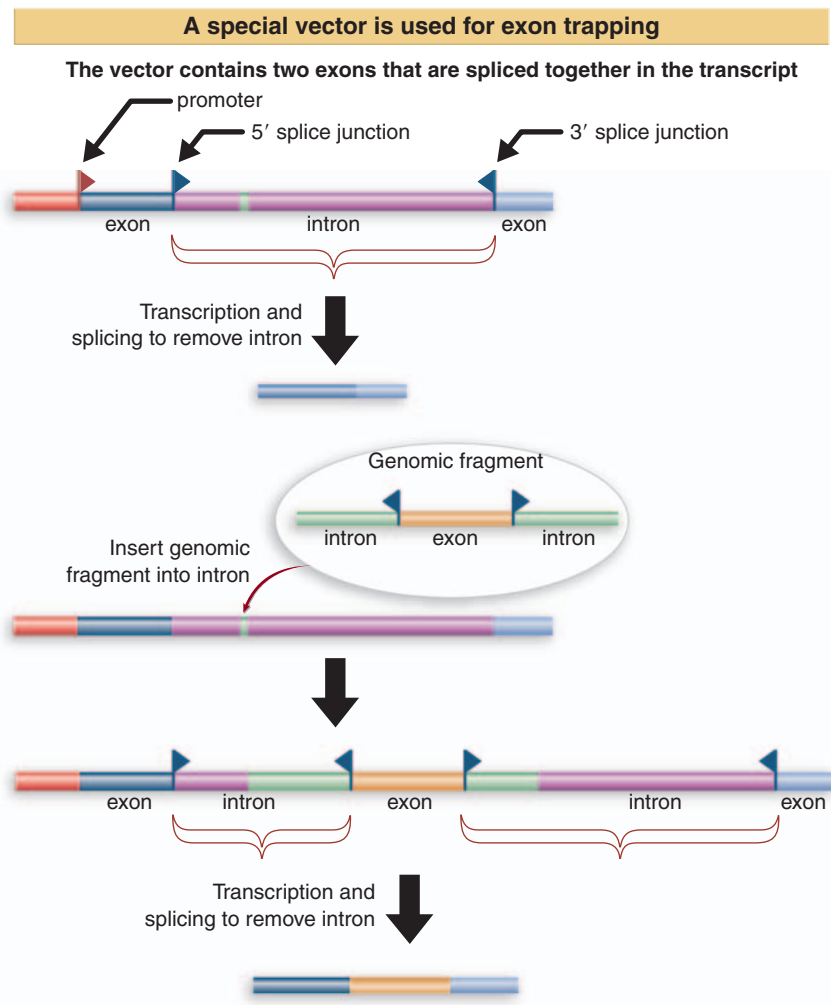 A special vector is used for exon trapping
The vector contains two exons that are spliced together in the transcript
promoter
5′ splice junction
3′ splice junction
exon
intron
exon
Transcription and
splicing to remove intron
Genomic fragment
intron
exon
intron
Insert genomic
fragment into intron
exon
intron
exon
intron
exon
Transcription and
splicing to remove intron